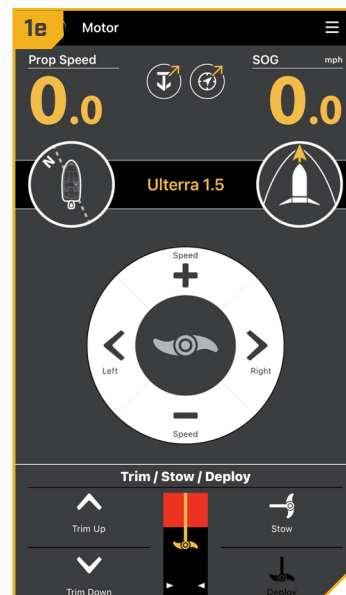 1e
Motor
Prop Speed
SOG mph
0.0
0.0
N
Ulterra 1.5
Speed
Left
Right
Speed
Trim / Stow / Deploy
Trim Up
Stow
Trim Down
Deploy